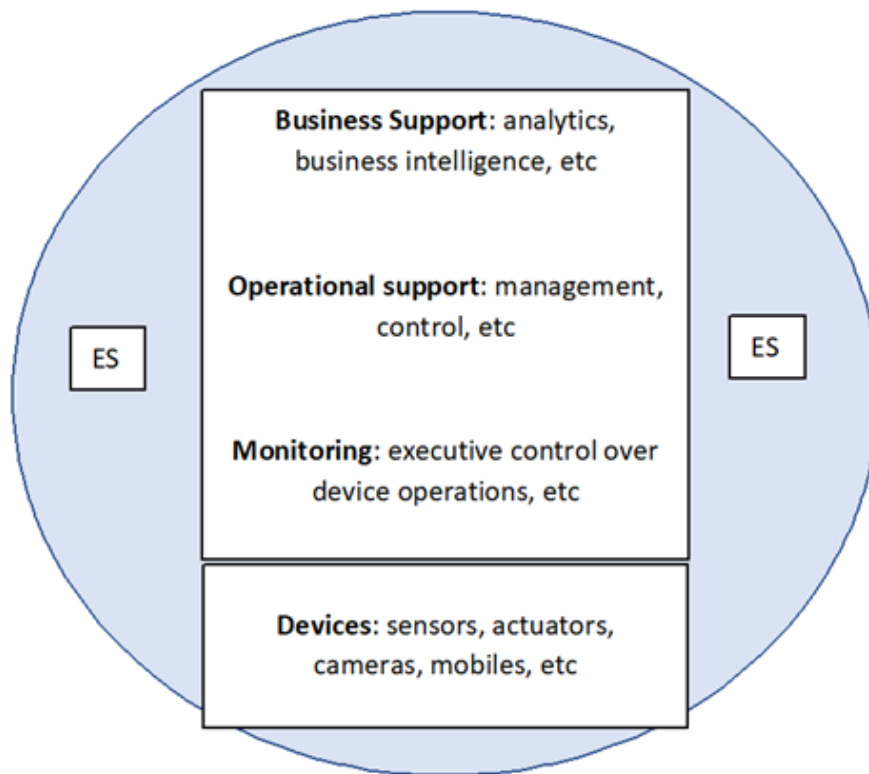 Business Support: analytics,
business intelligence, etc
Operational support: management,
control, etc
ES
ES
Monitoring: executive control over
device operations, etc
Devices: sensors, actuators,
cameras, mobiles, etc